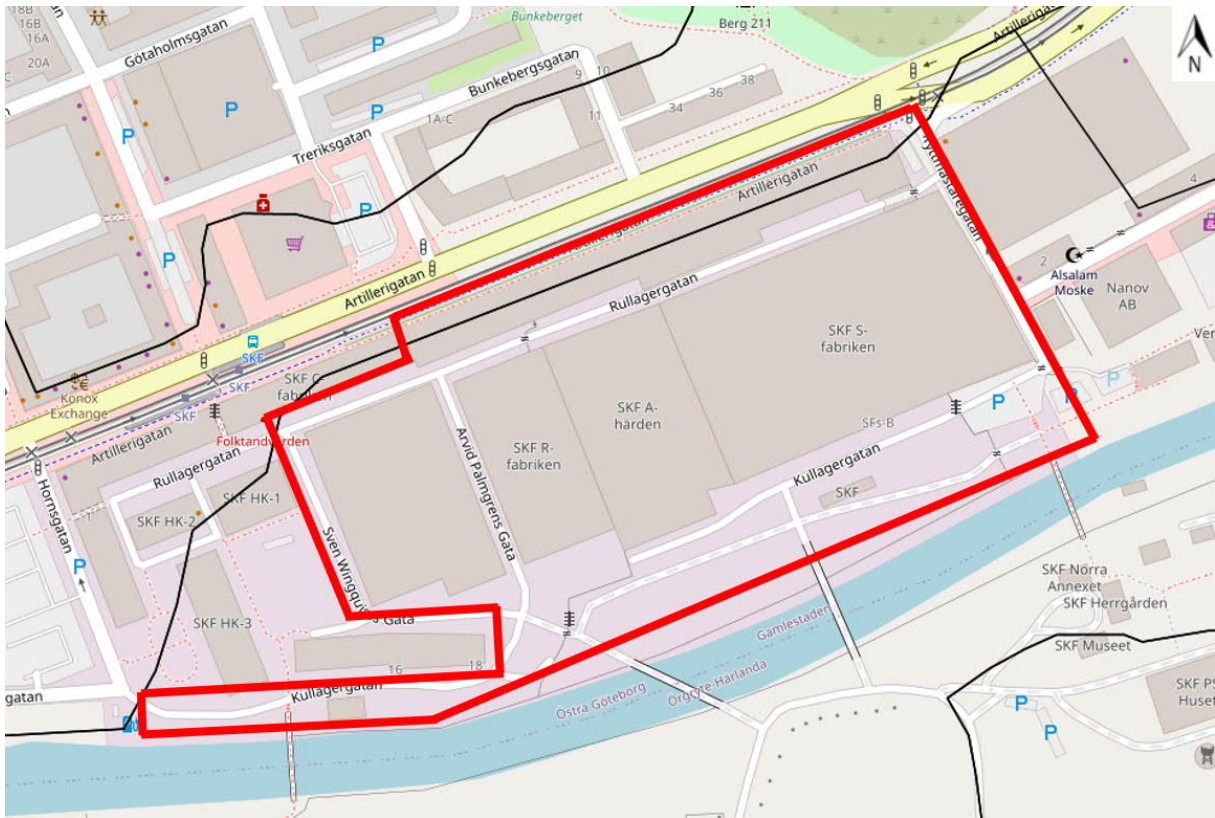 18B
16B
16A
20A
Götaholmsgatan
P
Bunkeberget
Berg 211
Artillerigatan
N
Bunkebergsgatan
9
10
38
36
34
11
P
P
P
1A-C
Treriksgatan
P
P
Artillerigatan
Artillerigatan
Ryttmästaregatan
4
2
Alsalam
Moske
Nanov
AB
Rullagergatan
SKF S-
fabriken
SKF
SKF
SKF
Konox
Exchange
SKF C-
fabriken
Artillerigatan
Folktandvården
Rullagergatan
SKF A-
härden
SKF R-
fabriken
Arvid Palmgrens Gata
SFs-B
P
P
P
Kullagergatan
SKF
Hornsgatan
SKF HK-1
SKF HK-2
P
SKF HK-3
16
18
Kullagergatan
gatan
Gamlestaden
Östra Göteborg
Örgryte Härlanda
SKF Norra
Annexet
SKF Herrgården
SKF Museet
P
P